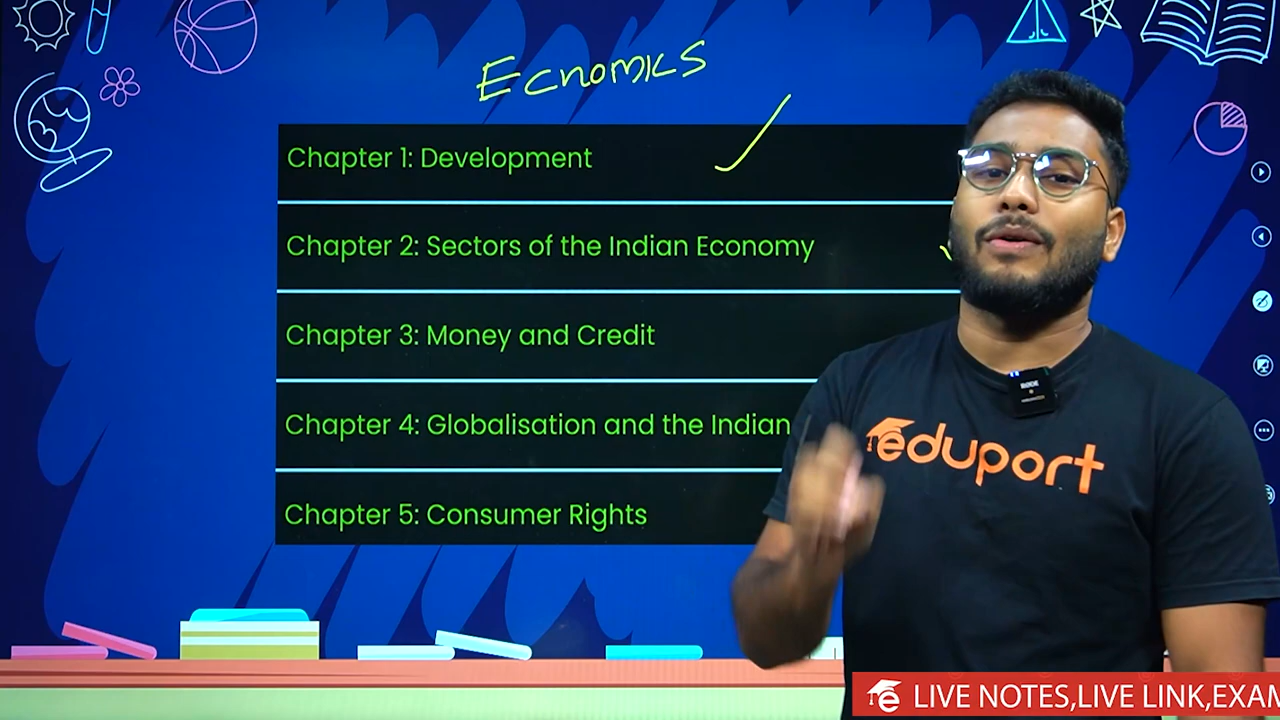 Ecnomics
Chapter 1: Development
Chapter 2: Sectors of the Indian Economy
Chapter 3: Money and Credit
Chapter 4: Globalisation and the Indian
Chapter 5: Consumer Rights
RODE
eduport
LIVE NOTES,LIVE LINK,EXAM